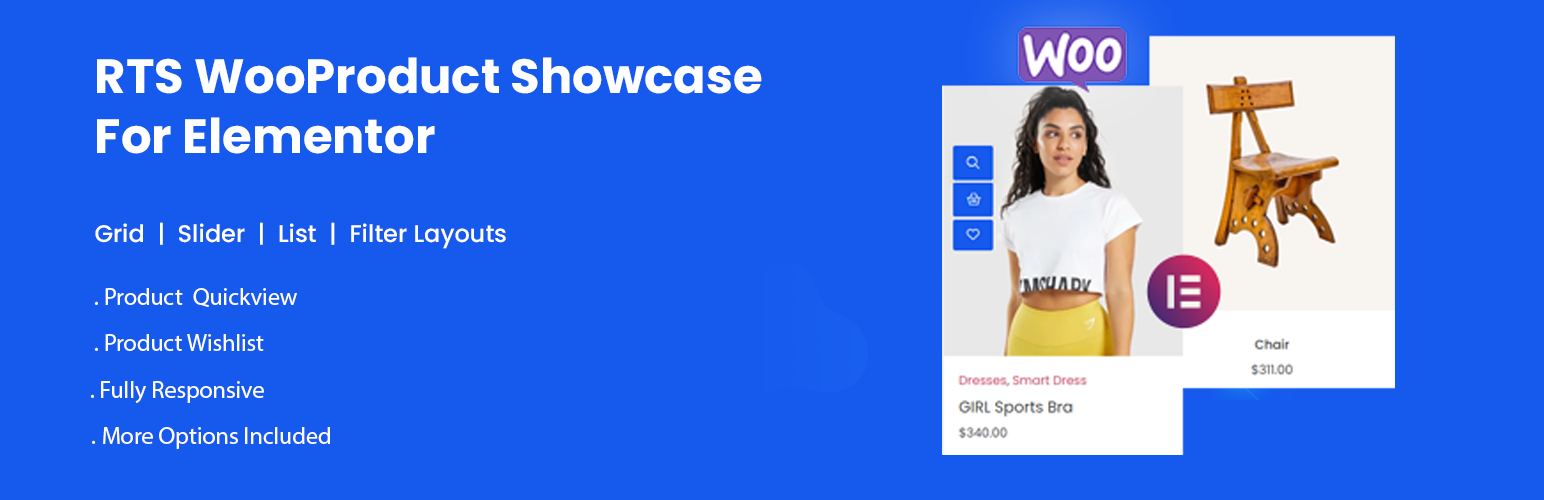 RTS WooProduct Showcase
For Elementor
Grid | Slider | List | Filter Layouts
. Product Quickview
. Product Wishlist
. Fully Responsive
. More Options Included
Woo
Dresses, Smart Dress
GIRL Sports Bra
$340.00
Chair
$311.00